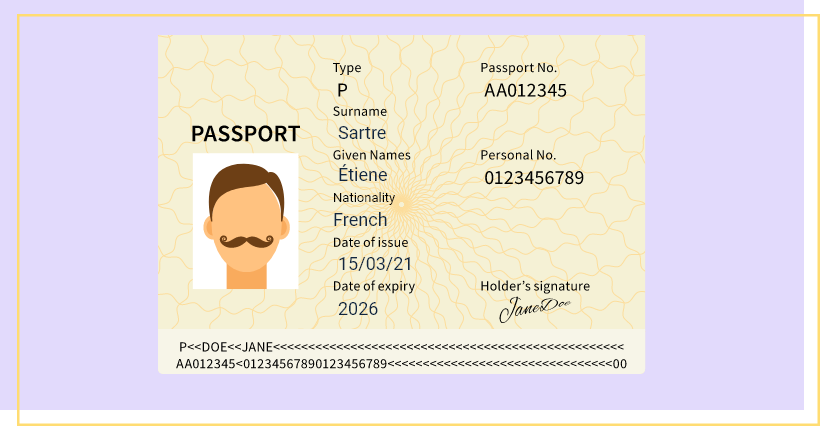 PASSPORT
Type
P
Surname
Sartre
Given Names
Étiene
Nationality
French
Date of issue
15/03/21
Date of expiry
2026
Passport No.
AA012345
Personal No.
0123456789
Holder’s signature
JaneDoe
P<<DOE<<JANE<<<<<<<<<<<<<<<<<<<<<<<<<<<<<<<<<<<<<<<<<<<<<<<<<<
AA012345<01234567890123456789<<<<<<<<<<<<<<<<<<<<<<<<<<<<<<<<00